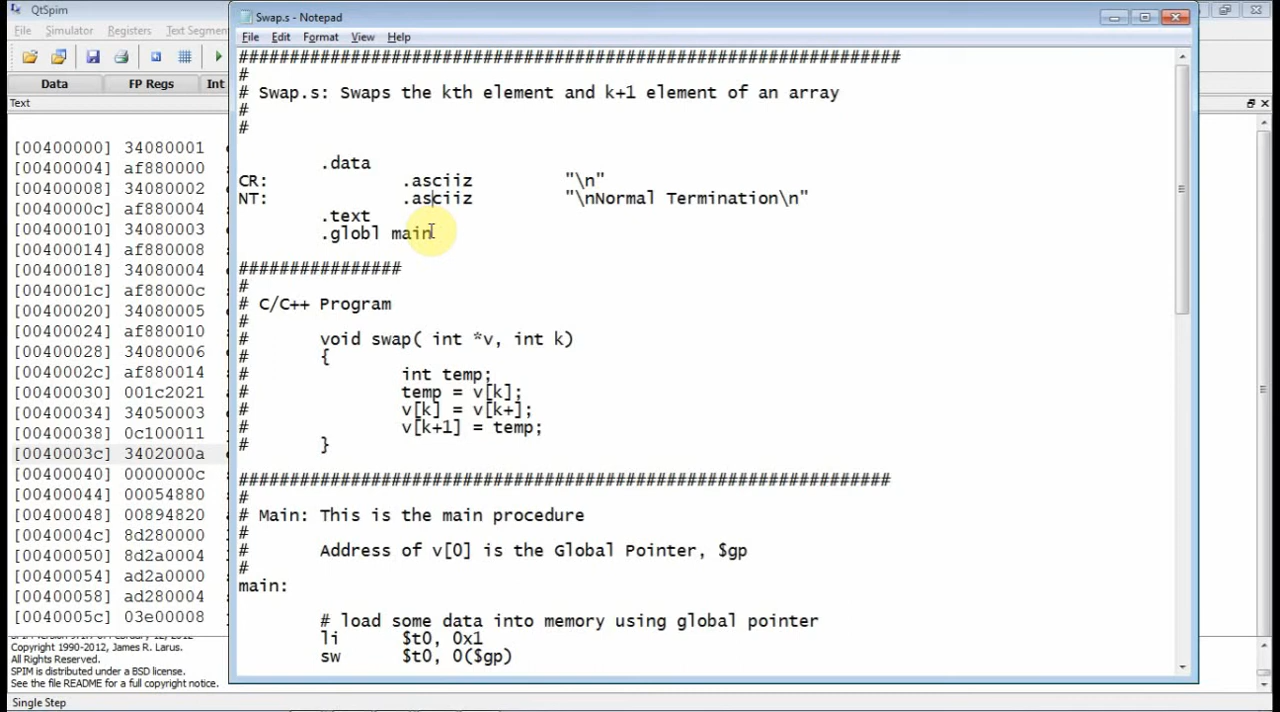 QtSpim
File Simulator Registers Text Segment
Data FP Regs Int
Text
[00400000] 34080001
[00400004] af880000
[00400008] 34080002
[0040000c] af880004
[00400010] 34080003
[00400014] af880008
[00400018] 34080004
[0040001c] af88000c
[00400020] 34080005
[00400024] af880010
[00400028] 34080006
[0040002c] af880014
[00400030] 001c2021
[00400034] 34050003
[00400038] 0c100011
[0040003c] 3402000a
[00400040] 0000000c
[00400044] 00054880
[00400048] 00894820
[0040004c] 8d280000
[00400050] 8d2a0004
[00400054] ad2a0000
[00400058] ad280004
[0040005c] 03e00008
Copyright 1990-2012, James R. Larus.
All Rights Reserved.
SPIM is distributed under a BSD license.
See the file README for a full copyright notice.
Single Step
Swap.s - Notepad
File Edit Format View Help
#################################################################
#
# Swap.s: Swaps the kth element and k+1 element of an array
#
#
.data
CR: .asciiz "\n"
NT: .asciiz "\nNormal Termination\n"
.text
.globl main
################
#
# C/C++ Program
#
# void swap( int *v, int k)
# {
# int temp;
# temp = v[k];
# v[k] = v[k+];
# v[k+1] = temp;
# }
################################################################
#
# Main: This is the main procedure
#
# Address of v[0] is the Global Pointer, $gp
#
main:
# load some data into memory using global pointer
li $t0, 0x1
sw $t0, 0($gp)